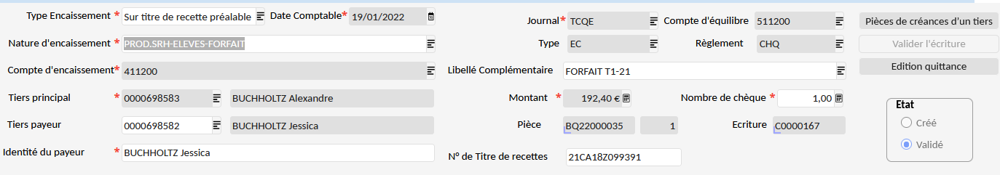 Type Encaissement * Sur titre de recette préalable Date Comptable * 19/01/2022
Nature d'encaissement * PROD.SRH-ELEVES-FORFAIT
Compte d'encaissement * 411200
Tiers principal * 0000698583 BUCHHOLTZ Alexandre
Tiers payeur 0000698582 BUCHHOLTZ Jessica
Identité du payeur * BUCHHOLTZ Jessica
Journal * TCQE Compte d'équilibre 511200
Type EC Règlement CHQ
Libellé Complémentaire FORFAIT T1-21
Montant * 192,40 € Nombre de chèque * 1,00
Pièce BQ22000035 1 Ecriture C0000167
N° de Titre de recettes 21CA18Z099391
Pièces de créances d'un tiers
Valider l'écriture
Edition quittance
Etat
Créé
Validé